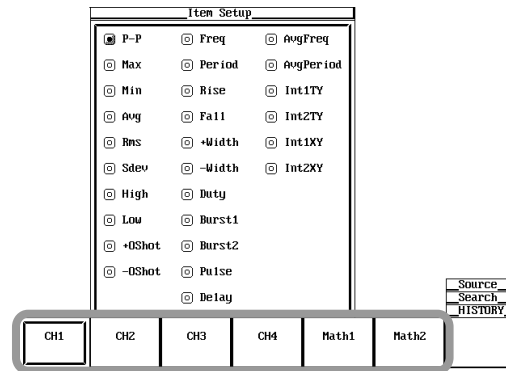 Item Setup
P-P Freq AvgFreq
Max Period AvgPeriod
Min Rise Int1TY
Avg Fall Int2TY
Rms +Width Int1XY
Sdev -Width Int2XY
High Duty
Low Burst1
+OShot Burst2
-OShot Pulse
Delay
Source
Search
HISTORY
CH1 CH2 CH3 CH4 Math1 Math2